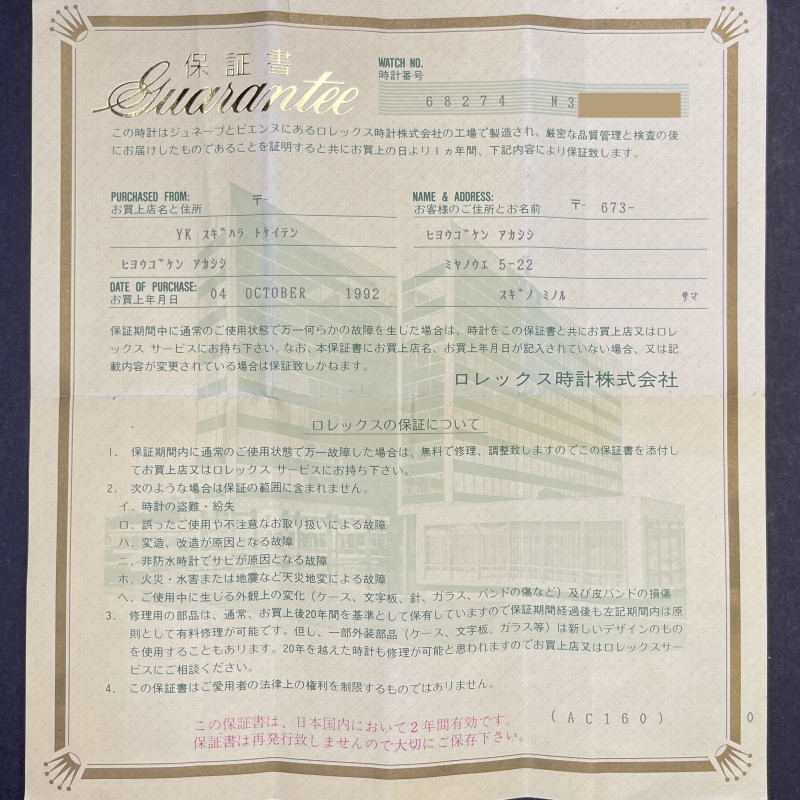 保証書
Guarantee
WATCH NO.
時計番号
68274 N3
この時計はジュネーブとビエンヌにあるロレックス時計株式会社の工場で製造され、厳密な品質管理と検査の後
にお届けしたものであることを証明すると共にお買上の日より1ヵ年間、下記内容により保証致します。
PURCHASED FROM:
お買上店名と住所
〒-
YK スギハラ トケイテン
ヒヨウゴケン アカシシ
DATE OF PURCHASE:
お買上年月日
04 OCTOBER 1992
NAME & ADDRESS:
お客様のご住所とお名前
〒- 673-
ヒヨウゴケン アカシシ
ミヤノウエ 5-22
スギノ ミノル サマ
保証期間中に通常のご使用状態で万一何らかの故障を生じた場合は、時計をこの保証書と共にお買上店又はロレ
ックス サービスにお持ち下さい。なお、本保証書にお買上店名、お買上年月日が記入されていない場合、又は記
載内容が変更されている場合は保証致しかねます。
ロレックス時計株式会社
ロレックスの保証について
1. 保証期間内に通常のご使用状態で万一故障した場合は、無料で修理、調整致しますのでこの保証書を添付し
てお買上店又はロレックス サービスにお持ち下さい。
2. 次のような場合は保証の範囲に含まれません。
イ. 時計の盗難・紛失
ロ. 誤ったご使用や不注意なお取り扱いによる故障
ハ. 変造、改造が原因となる故障
ニ. 非防水時計でサビが原因となる故障
ホ. 火災・水害または地震など天災地変による故障
ヘ. ご使用中に生じる外観上の変化（ケース、文字板、針、ガラス、バンドの傷など）及び皮バンドの損傷
3. 修理用の部品は、通常、お買上後20年間を基準として保有していますので保証期間経過後も左記期間内は原
則として有料修理が可能です。但し、一部外装部品（ケース、文字板、ガラス等）は新しいデザインのもの
を使用することもあります。20年を越えた時計も修理が可能と思われますのでお買上店又はロレックスサー
ビスにご相談ください。
4. この保証書はご愛用者の法律上の権利を制限するものではありません。
この保証書は、日本国内において2年間有効です。
保証書は再発行致しませんので大切にご保存下さい。
(AC160) 0